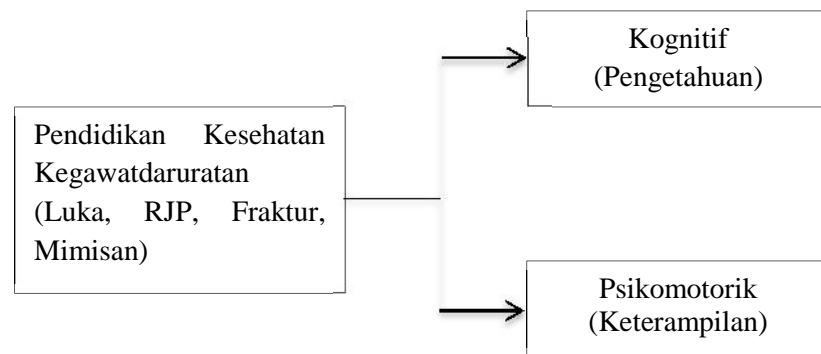 Kognitif
(Pengetahuan)
Pendidikan Kesehatan
Kegawatdaruratan
(Luka, RJP, Fraktur,
Mimisan)
Psikomotorik
(Keterampilan)